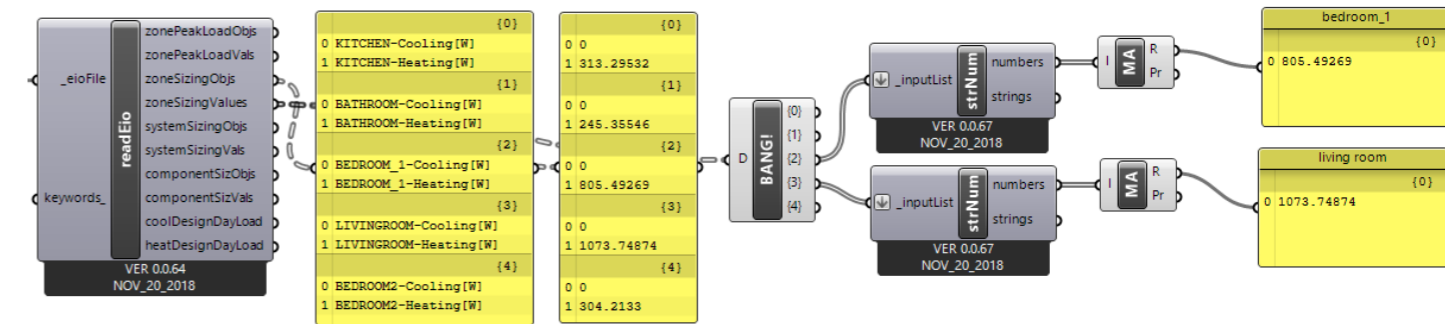 _eioFile
keywords_
readEio
zonePeakLoadObjs
zonePeakLoadVals
zoneSizingObjs
zoneSizingValues
systemSizingObjs
systemSizingVals
componentSizObjs
componentSizVals
coolDesignDayLoad
heatDesignDayLoad
VER 0.0.64
NOV_20_2018
{0}
0 KITCHEN-Cooling[W]
1 KITCHEN-Heating[W]
{1}
0 BATHROOM-Cooling[W]
1 BATHROOM-Heating[W]
{2}
0 BEDROOM_1-Cooling[W]
1 BEDROOM_1-Heating[W]
{3}
0 LIVINGROOM-Cooling[W]
1 LIVINGROOM-Heating[W]
{4}
0 BEDROOM2-Cooling[W]
1 BEDROOM2-Heating[W]
{0}
0 0
1 313.29532
{1}
0 0
1 245.35546
{2}
0 0
1 805.49269
{3}
0 0
1 1073.74874
{4}
0 0
1 304.2133
D
BANG!
{0}
{1}
{2}
{3}
{4}
_inputList
strNum
numbers
strings
VER 0.0.67
NOV_20_2018
I
MA
R
Pr
bedroom_1
{0}
0 805.49269
_inputList
strNum
numbers
strings
VER 0.0.67
NOV_20_2018
I
MA
R
Pr
living room
{0}
0 1073.74874